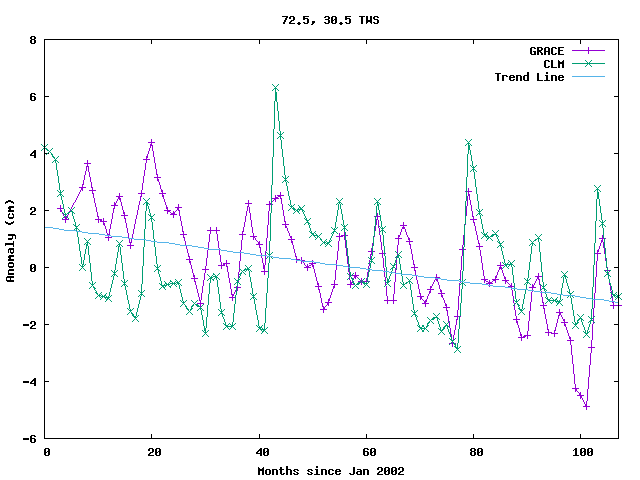 72.5, 30.5 TWS
GRACE
CLM
Trend Line
Anomaly (cm)
8
6
4
2
0
-2
-4
-6
0 20 40 60 80 100
Months since Jan 2002